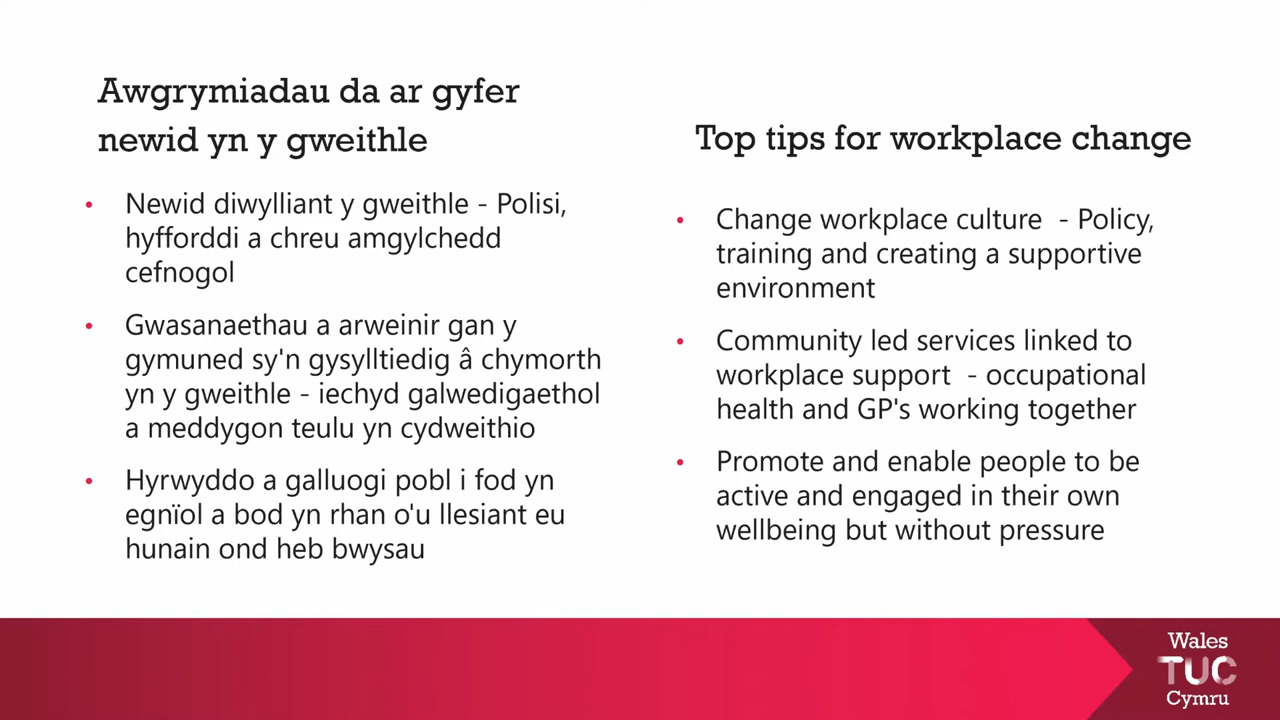 Awgrymiadau da ar gyfer
newid yn y gweithle
• Newid diwylliant y gweithle - Polisi,
hyfforddi a chreu amgylchedd
cefnogol
• Gwasanaethau a arweinir gan y
gymuned sy'n gysylltiedig â chymorth
yn y gweithle - iechyd galwedigaethol
a meddygon teulu yn cydweithio
• Hyrwyddo a galluogi pobl i fod yn
egnïol a bod yn rhan o'u llesiant eu
hunain ond heb bwysau
Top tips for workplace change
• Change workplace culture - Policy,
training and creating a supportive
environment
• Community led services linked to
workplace support - occupational
health and GP's working together
• Promote and enable people to be
active and engaged in their own
wellbeing but without pressure
Wales
TUC
Cymru